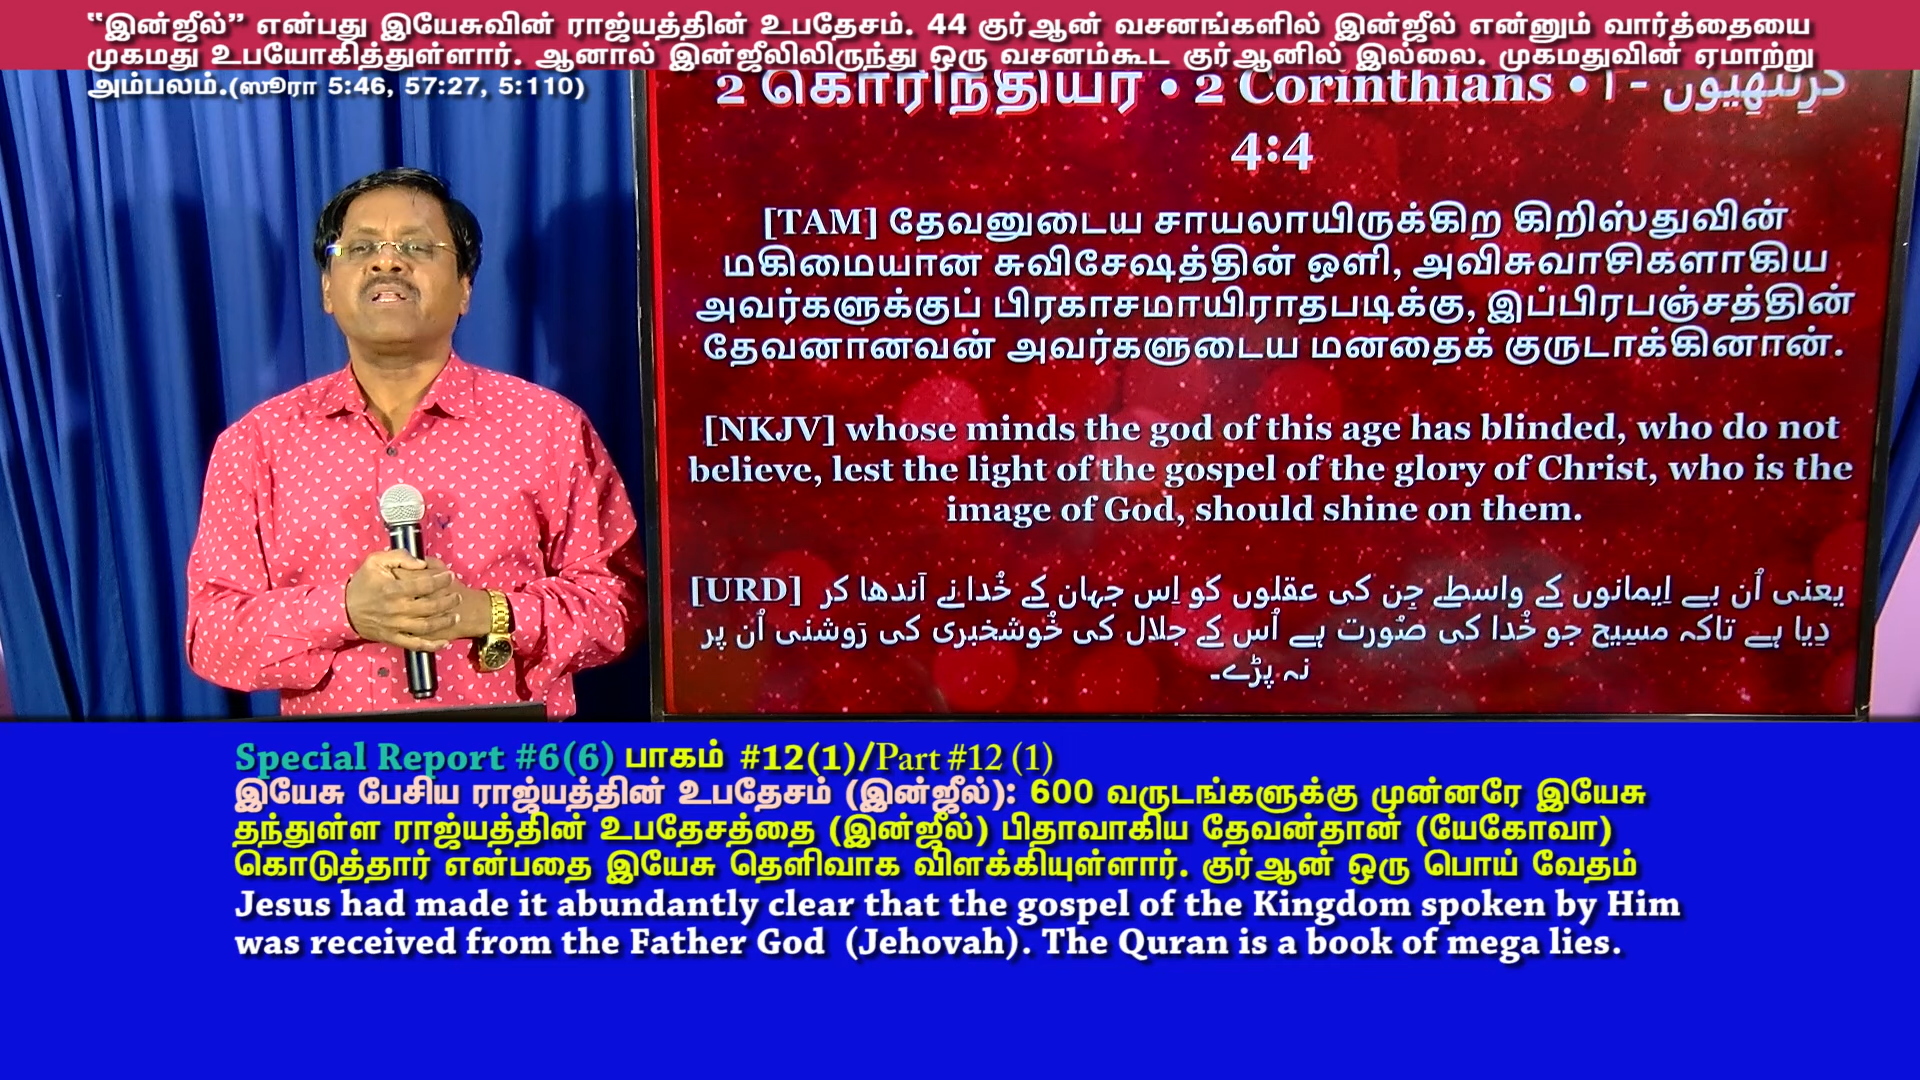 “இன்ஜீல்” என்பது இயேசுவின் ராஜ்யத்தின் உபதேசம். 44 குர்ஆன் வசனங்களில் இன்ஜீல் என்னும் வார்த்தையை
முகமது உபயோகித்துள்ளார். ஆனால் இன்ஜீலிலிருந்து ஒரு வசனம்கூட குர்ஆனில் இல்லை. முகமதுவின் ஏமாற்று
அம்பலம்.(ஸூரா 5:46, 57:27, 5:110)
2 கொரிந்தியர் • 2 Corinthians • ۲ - کرِنتھِیوں
4:4
[TAM] தேவனுடைய சாயலாயிருக்கிற கிறிஸ்துவின்
மகிமையான சுவிசேஷத்தின் ஒளி, அவிசுவாசிகளாகிய
அவர்களுக்குப் பிரகாசமாயிராதபடிக்கு, இப்பிரபஞ்சத்தின்
தேவனானவன் அவர்களுடைய மனதைக் குருடாக்கினான்.
[NKJV] whose minds the god of this age has blinded, who do not
believe, lest the light of the gospel of the glory of Christ, who is the
image of God, should shine on them.
[URD] یعنی اُن بے اِیمانوں کے واسطے جِن کی عقلوں کو اِس جہان کے خُدا نے اَندھا کر
دِیا ہے تاکہ مسِیح جو خُدا کی صُورت ہے اُس کے جلال کی خُوشخبری کی رَوشنی اُن پر
نہ پڑے۔
Special Report #6(6) பாகம் #12(1)/Part #12 (1)
இயேசு பேசிய ராஜ்யத்தின் உபதேசம் (இன்ஜீல்): 600 வருடங்களுக்கு முன்னரே இயேசு
தந்துள்ள ராஜ்யத்தின் உபதேசத்தை (இன்ஜீல்) பிதாவாகிய தேவன்தான் (யேகோவா)
கொடுத்தார் என்பதை இயேசு தெளிவாக விளக்கியுள்ளார். குர்ஆன் ஒரு பொய் வேதம்
Jesus had made it abundantly clear that the gospel of the Kingdom spoken by Him
was received from the Father God (Jehovah). The Quran is a book of mega lies.